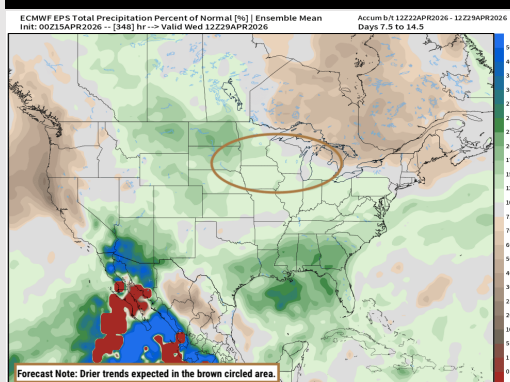 ECMWF EPS Total Precipitation Percent of Normal [%] | Ensemble Mean
Init: 00Z15APR2026 -- [348] hr --> Valid Wed 12Z29APR2026
Accum b/t 12Z22APR2026 - 12Z29APR2026
Days 7.5 to 14.5
Forecast Note: Drier trends expected in the brown circled area.